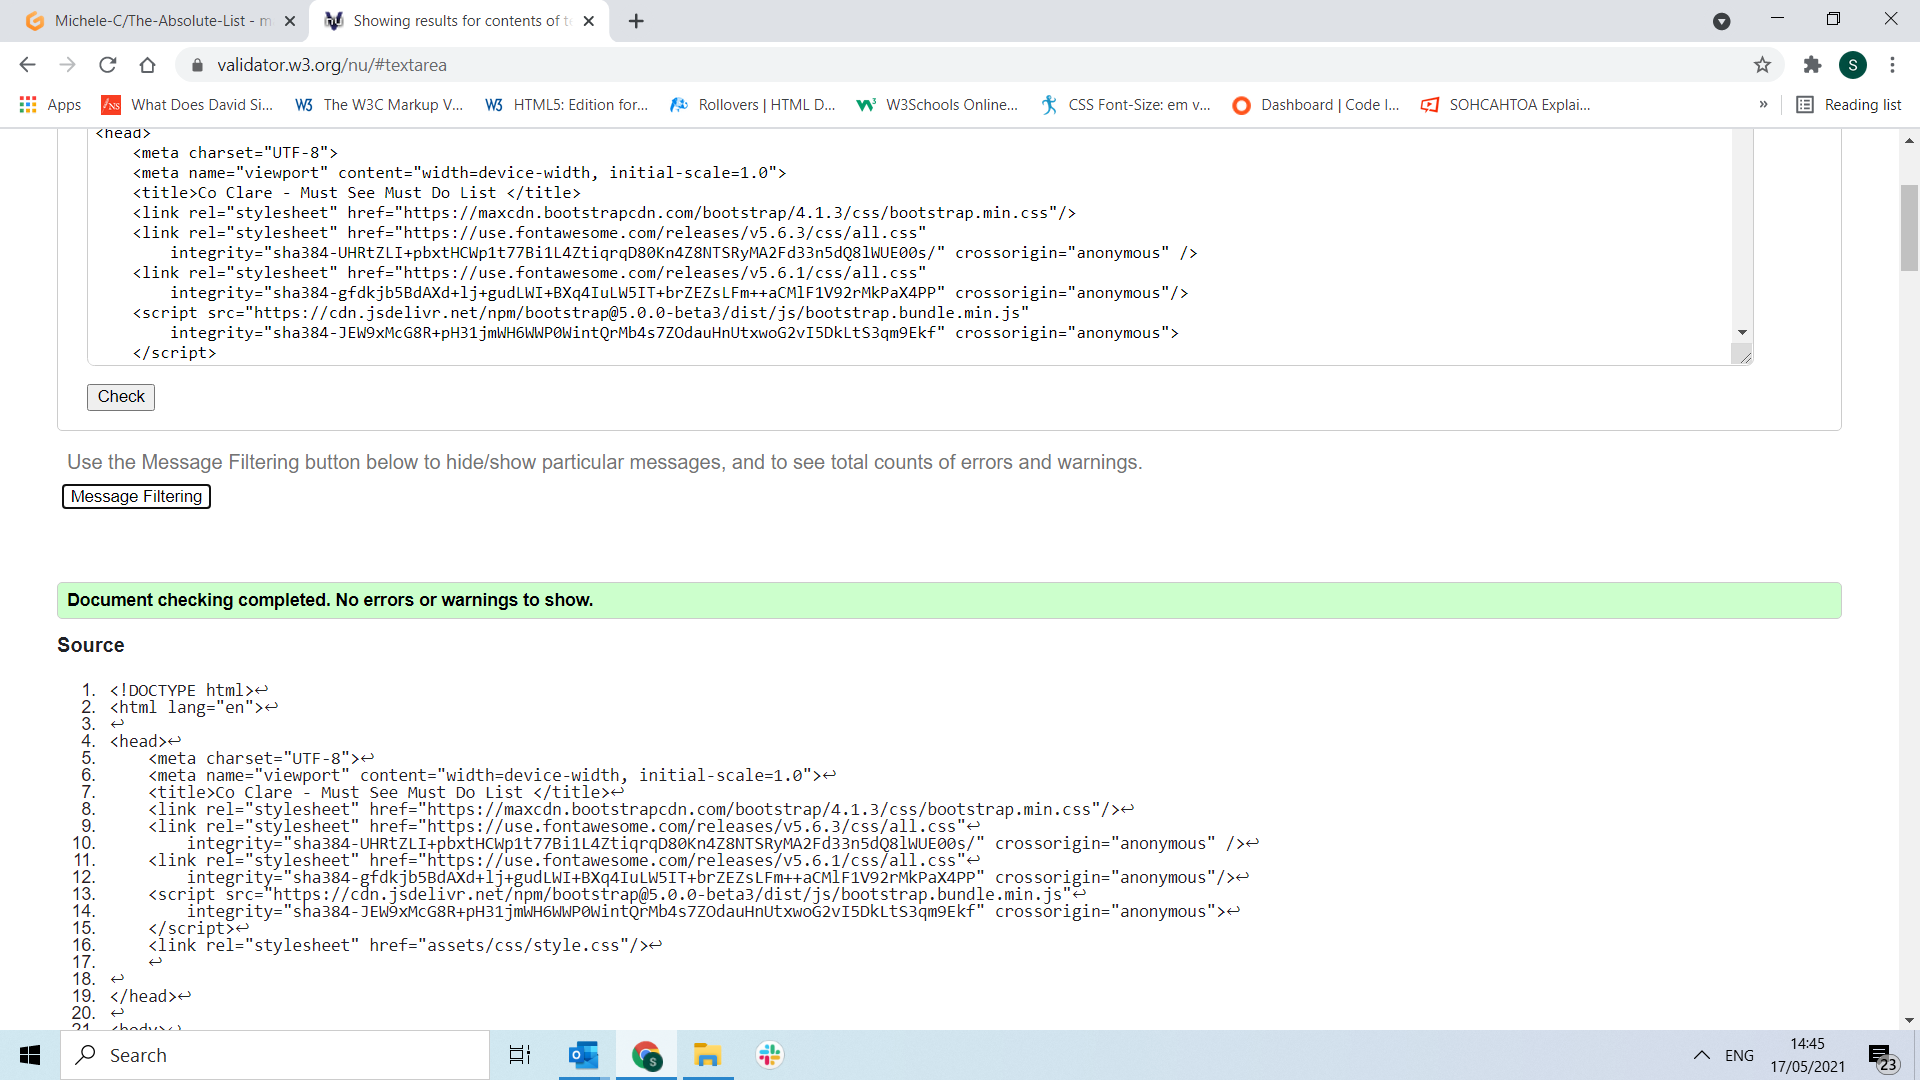 Michele-C/The-Absolute-List - m
Showing results for contents of t
validator.w3.org/nu/#textarea
S
Apps
What Does David Si...
The W3C Markup V...
HTML5: Edition for...
Rollovers | HTML D...
W3Schools Online...
CSS Font-Size: em v...
Dashboard | Code I...
SOHCAHTOA Explai...
»
Reading list
<head>
<meta charset="UTF-8">
<meta name="viewport" content="width=device-width, initial-scale=1.0">
<title>Co Clare - Must See Must Do List </title>
<link rel="stylesheet" href="https://maxcdn.bootstrapcdn.com/bootstrap/4.1.3/css/bootstrap.min.css"/>
<link rel="stylesheet" href="https://use.fontawesome.com/releases/v5.6.3/css/all.css"
integrity="sha384-UHRtZLI+pbxtHCWp1t77Bi1L4ZtiqrqD80Kn4Z8NTSRyMA2Fd33n5dQ8lWUE00s/" crossorigin="anonymous" />
<link rel="stylesheet" href="https://use.fontawesome.com/releases/v5.6.1/css/all.css"
integrity="sha384-gfdkjb5BdAXd+lj+gudLWI+BXq4IuLW5IT+brZEZsLFm++aCMlF1V92rMkPaX4PP" crossorigin="anonymous"/>
<script src="https://cdn.jsdelivr.net/npm/bootstrap@5.0.0-beta3/dist/js/bootstrap.bundle.min.js"
integrity="sha384-JEW9xMcG8R+pH31jmWH6WWP0WintQrMb4s7ZOdauHnUtxwoG2vI5DkLtS3qm9Ekf" crossorigin="anonymous">
</script>
Check
Use the Message Filtering button below to hide/show particular messages, and to see total counts of errors and warnings.
Message Filtering
Document checking completed. No errors or warnings to show.
Source
1. <!DOCTYPE html>↩
2. <html lang="en">↩
3. ↩
4. <head>↩
5. <meta charset="UTF-8">↩
6. <meta name="viewport" content="width=device-width, initial-scale=1.0">↩
7. <title>Co Clare - Must See Must Do List </title>↩
8. <link rel="stylesheet" href="https://maxcdn.bootstrapcdn.com/bootstrap/4.1.3/css/bootstrap.min.css"/>↩
9. <link rel="stylesheet" href="https://use.fontawesome.com/releases/v5.6.3/css/all.css"↩
10. integrity="sha384-UHRtZLI+pbxtHCWp1t77Bi1L4ZtiqrqD80Kn4Z8NTSRyMA2Fd33n5dQ8lWUE00s/" crossorigin="anonymous" />↩
11. <link rel="stylesheet" href="https://use.fontawesome.com/releases/v5.6.1/css/all.css"↩
12. integrity="sha384-gfdkjb5BdAXd+lj+gudLWI+BXq4IuLW5IT+brZEZsLFm++aCMlF1V92rMkPaX4PP" crossorigin="anonymous"/>↩
13. <script src="https://cdn.jsdelivr.net/npm/bootstrap@5.0.0-beta3/dist/js/bootstrap.bundle.min.js"↩
14. integrity="sha384-JEW9xMcG8R+pH31jmWH6WWP0WintQrMb4s7ZOdauHnUtxwoG2vI5DkLtS3qm9Ekf" crossorigin="anonymous">↩
15. </script>↩
16. <link rel="stylesheet" href="assets/css/style.css"/>↩
17. ↩
18. ↩
19. </head>↩
20. ↩
21. <body>↩
Search
ENG
14:45
17/05/2021
23